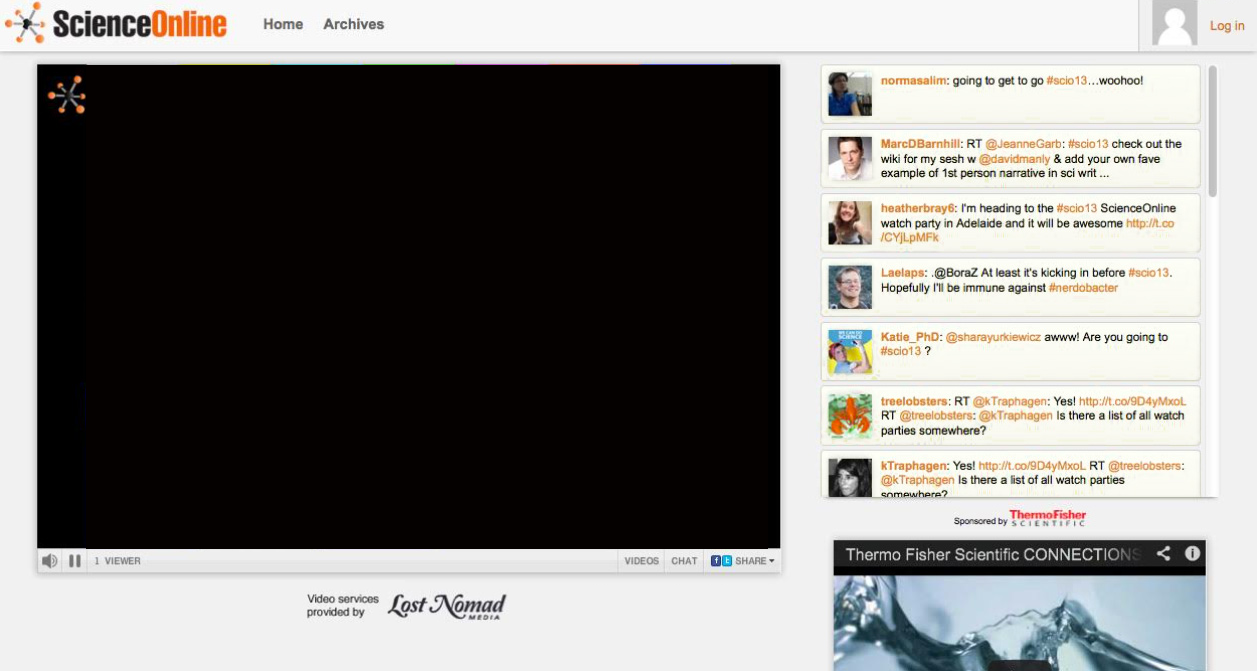 ScienceOnline
Home
Archives
Log in
normasalim: going to get to go #scio13...woohoo!
MarcDBarnhill: RT @JeanneGarb: #scio13 check out the
wiki for my sesh w @davidmanly & add your own fave
example of 1st person narrative in sci writ ...
heatherbray6: I'm heading to the #scio13 ScienceOnline
watch party in Adelaide and it will be awesome http://t.co
/CYjLpMFk
Laelaps: .@BoraZ At least it's kicking in before #scio13.
Hopefully I'll be immune against #nerdobacter
WE CAN DO
SCIENCE
Katie_PhD: @sharayurkiewicz awww! Are you going to
#scio13 ?
treelobsters: RT @kTraphagen: Yes! http://t.co/9D4yMxoL
RT @treelobsters: @kTraphagen Is there a list of all watch
parties somewhere?
kTraphagen: Yes! http://t.co/9D4yMxoL RT @treelobsters:
@kTraphagen Is there a list of all watch parties
somewhere?
1 VIEWER
VIDEOS
CHAT
SHARE
Video services
provided by
Lost Nomad
MEDIA
Sponsored by
ThermoFisher
SCIENTIFIC
Thermo Fisher Scientific CONNECTIONS